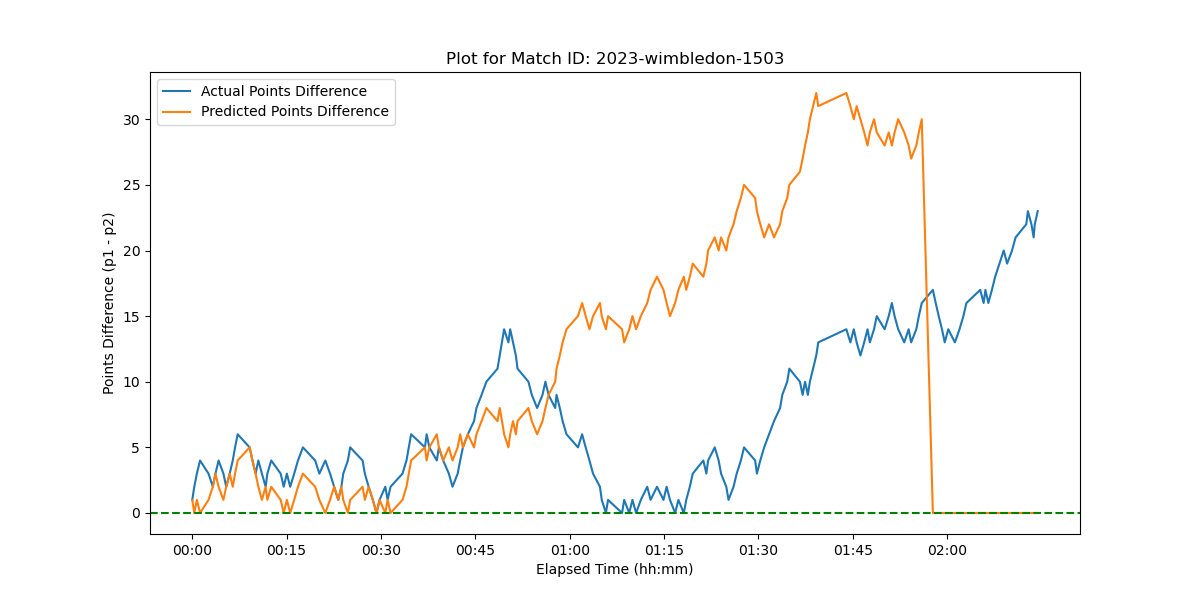 Plot for Match ID: 2023-wimbledon-1503
Actual Points Difference
Predicted Points Difference
Points Difference (p1 - p2)
30
25
20
15
10
5
0
00:00 00:15 00:30 00:45 01:00 01:15 01:30 01:45 02:00
Elapsed Time (hh:mm)